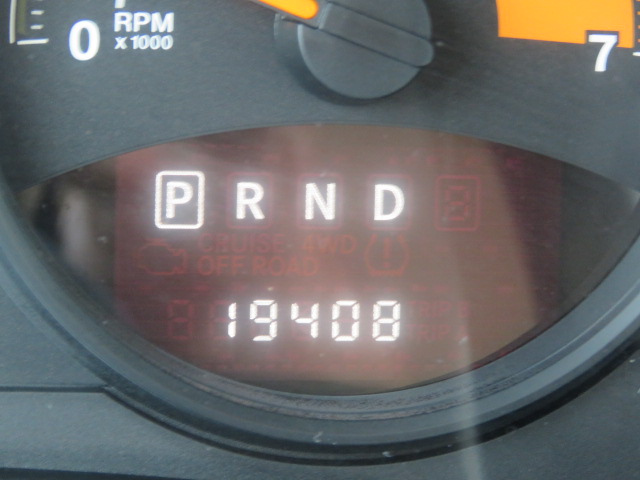 0 RPM
x1000
7
P R N D
CRUISE 4WD
OFF ROAD
19408